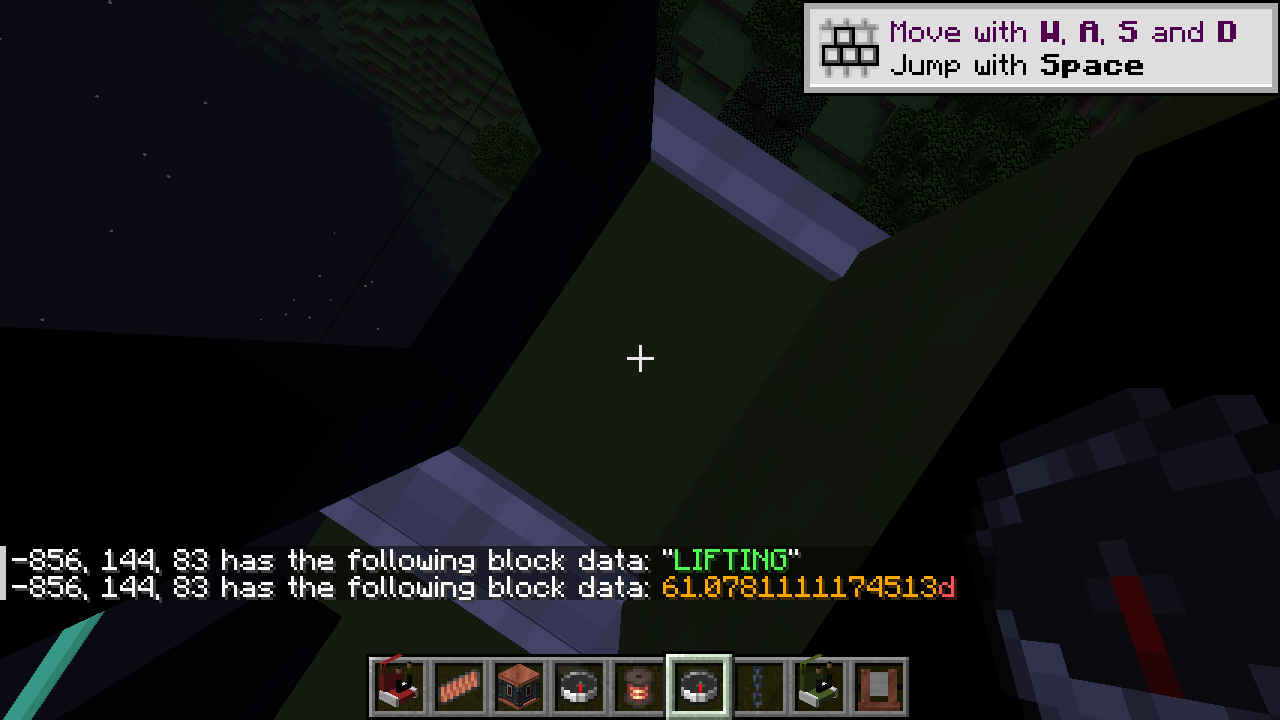 Move with W, A, S and D
Jump with Space
-856, 144, 83 has the following block data: "LIFTING"
-856, 144, 83 has the following block data: 61.0781111174513d